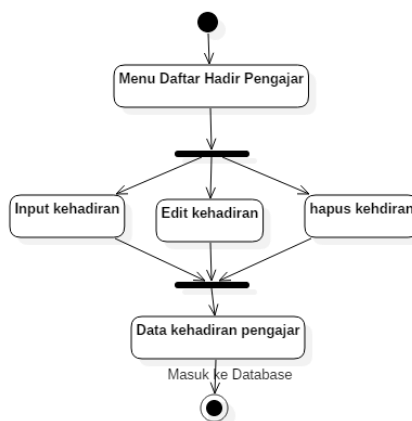 Menu Daftar Hadir Pengajar
Input kehadiran
Edit kehadiran
hapus kehdiran
Data kehadiran pengajar
Masuk ke Database